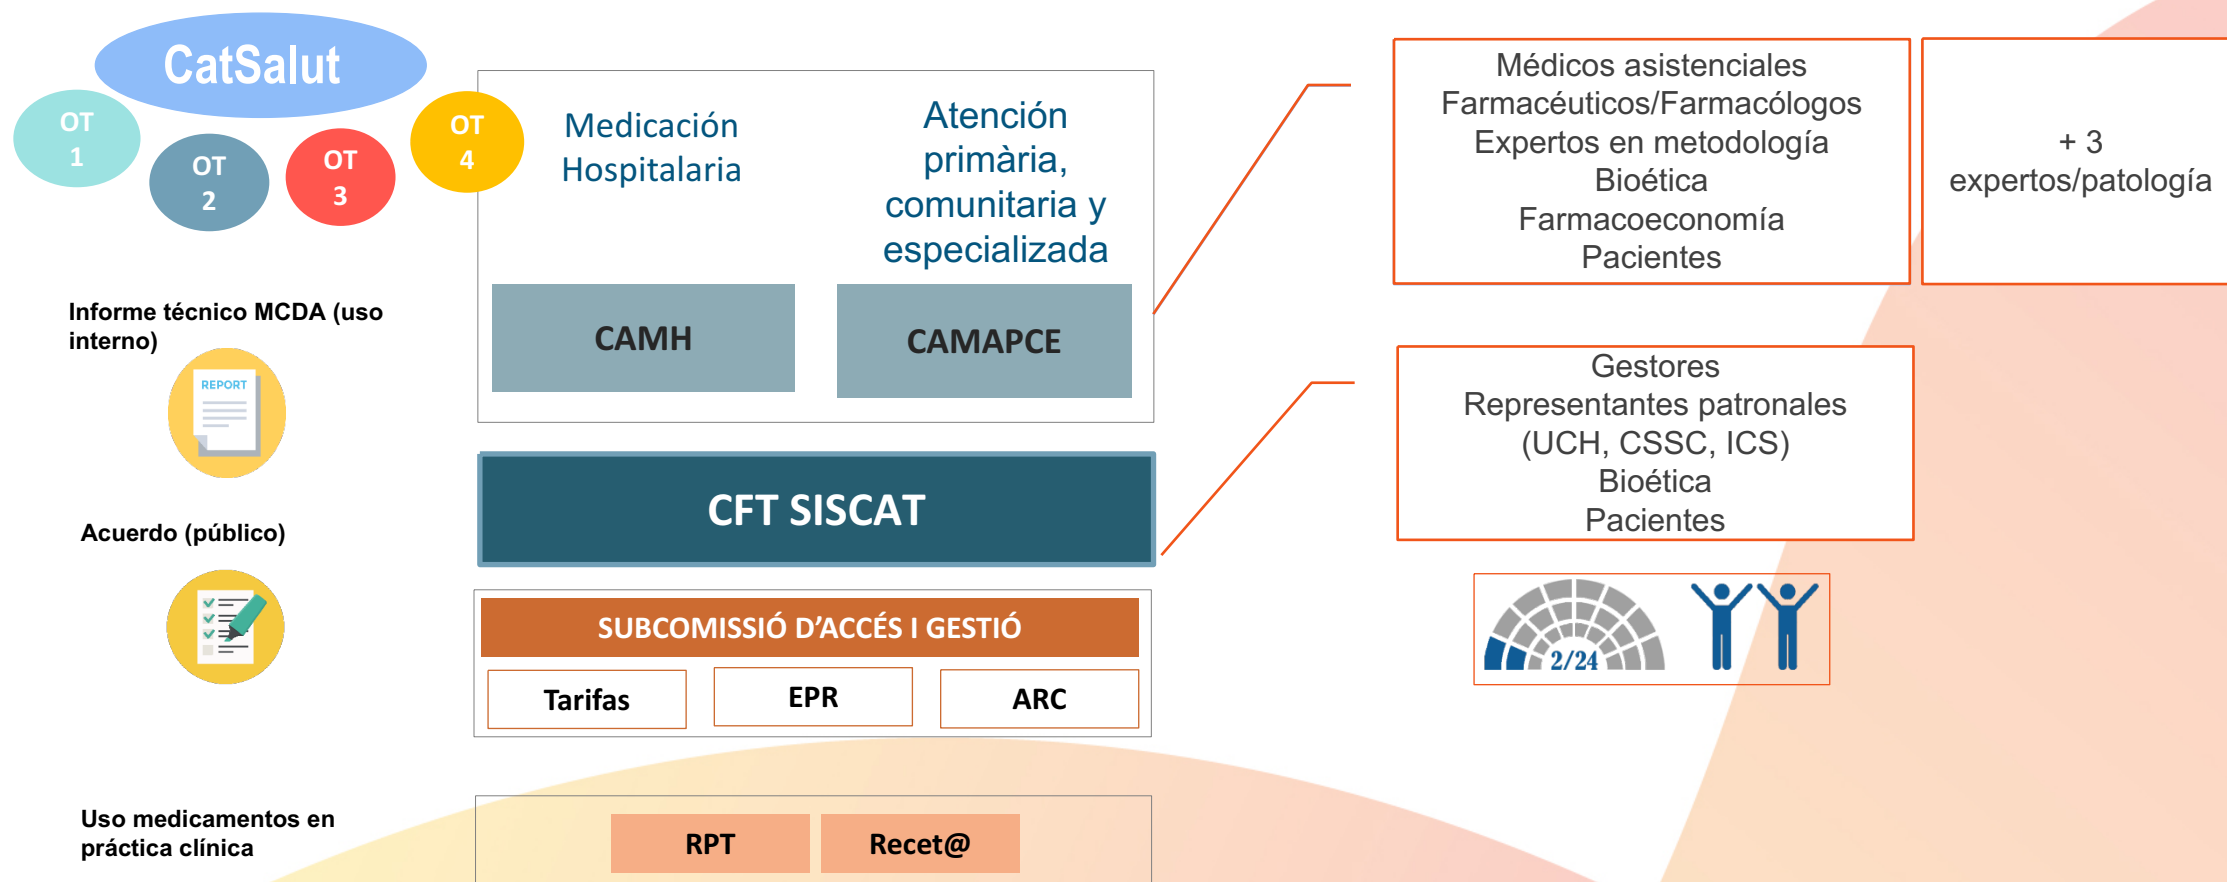 CatSalut
OT
1
OT
2
OT
3
OT
4
Medicación
Hospitalaria
Atención
primària,
comunitaria y
especializada
CAMH
CAMAPCE
Médicos asistenciales
Farmacéuticos/Farmacólogos
Expertos en metodología
Bioética
Farmacoeconomía
Pacientes
+ 3
expertos/patología
Informe técnico MCDA (uso
interno)
REPORT
CFT SISCAT
Gestores
Representantes patronales
(UCH, CSSC, ICS)
Bioética
Pacientes
Acuerdo (público)
SUBCOMISSIÓ D’ACCÉS I GESTIÓ
Tarifas
EPR
ARC
2/24
Uso medicamentos en
práctica clínica
RPT
Recet@